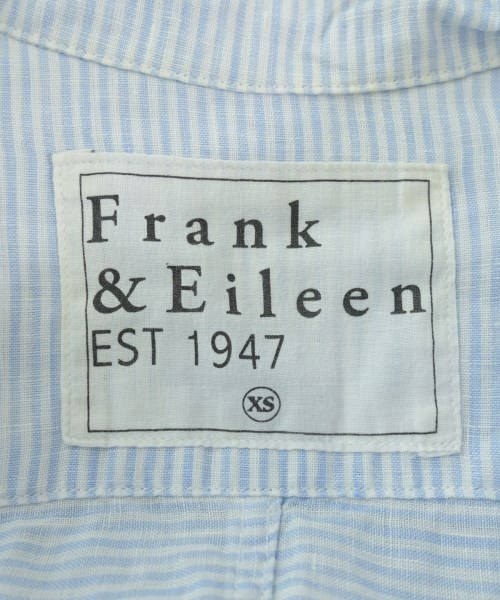 Frank
& Eileen
EST 1947
XS